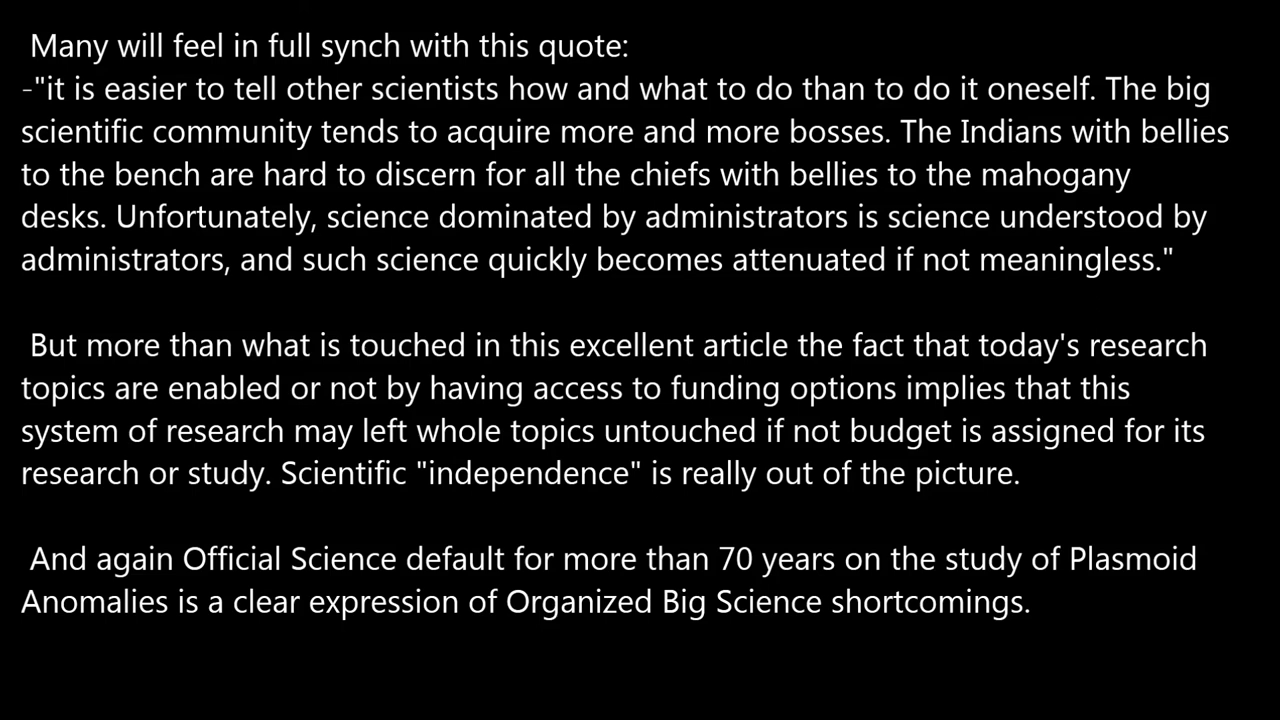 Many will feel in full synch with this quote:
-"it is easier to tell other scientists how and what to do than to do it oneself. The big
scientific community tends to acquire more and more bosses. The Indians with bellies
to the bench are hard to discern for all the chiefs with bellies to the mahogany
desks. Unfortunately, science dominated by administrators is science understood by
administrators, and such science quickly becomes attenuated if not meaningless."
But more than what is touched in this excellent article the fact that today's research
topics are enabled or not by having access to funding options implies that this
system of research may left whole topics untouched if not budget is assigned for its
research or study. Scientific "independence" is really out of the picture.
And again Official Science default for more than 70 years on the study of Plasmoid
Anomalies is a clear expression of Organized Big Science shortcomings.